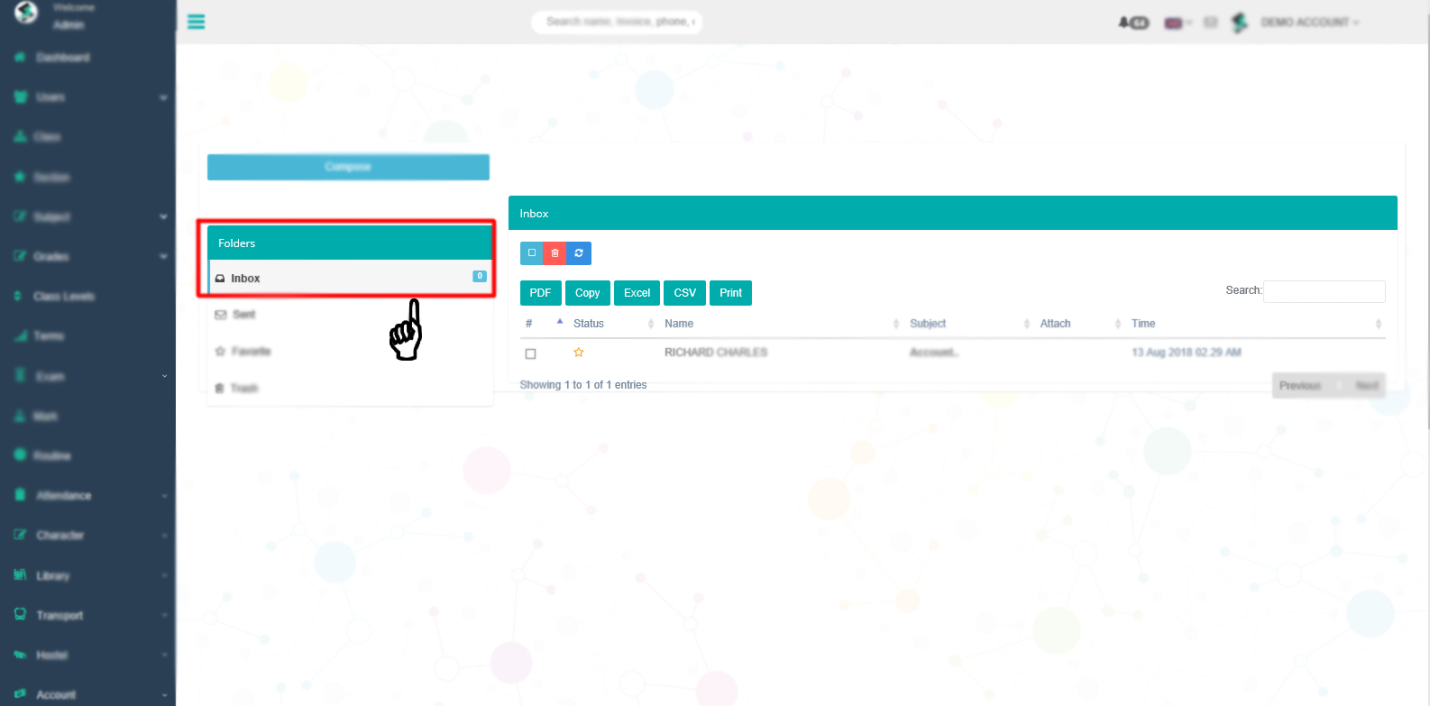 Welcome
Admin
Search name, invoice, phone,
DEMO ACCOUNT
Dashboard
Users
Class
Section
Subject
Grades
Class Levels
Terms
Exam
Mark
Routine
Attendance
Character
Library
Transport
Hostel
Account
Compose
Folders
Inbox 0
Sent
Favorite
Trash
Inbox
PDF Copy Excel CSV Print
Search:
# Status Name Subject Attach Time
RICHARD CHARLES Account.. 13 Aug 2018 02.29 AM
Showing 1 to 1 of 1 entries
Previous Next